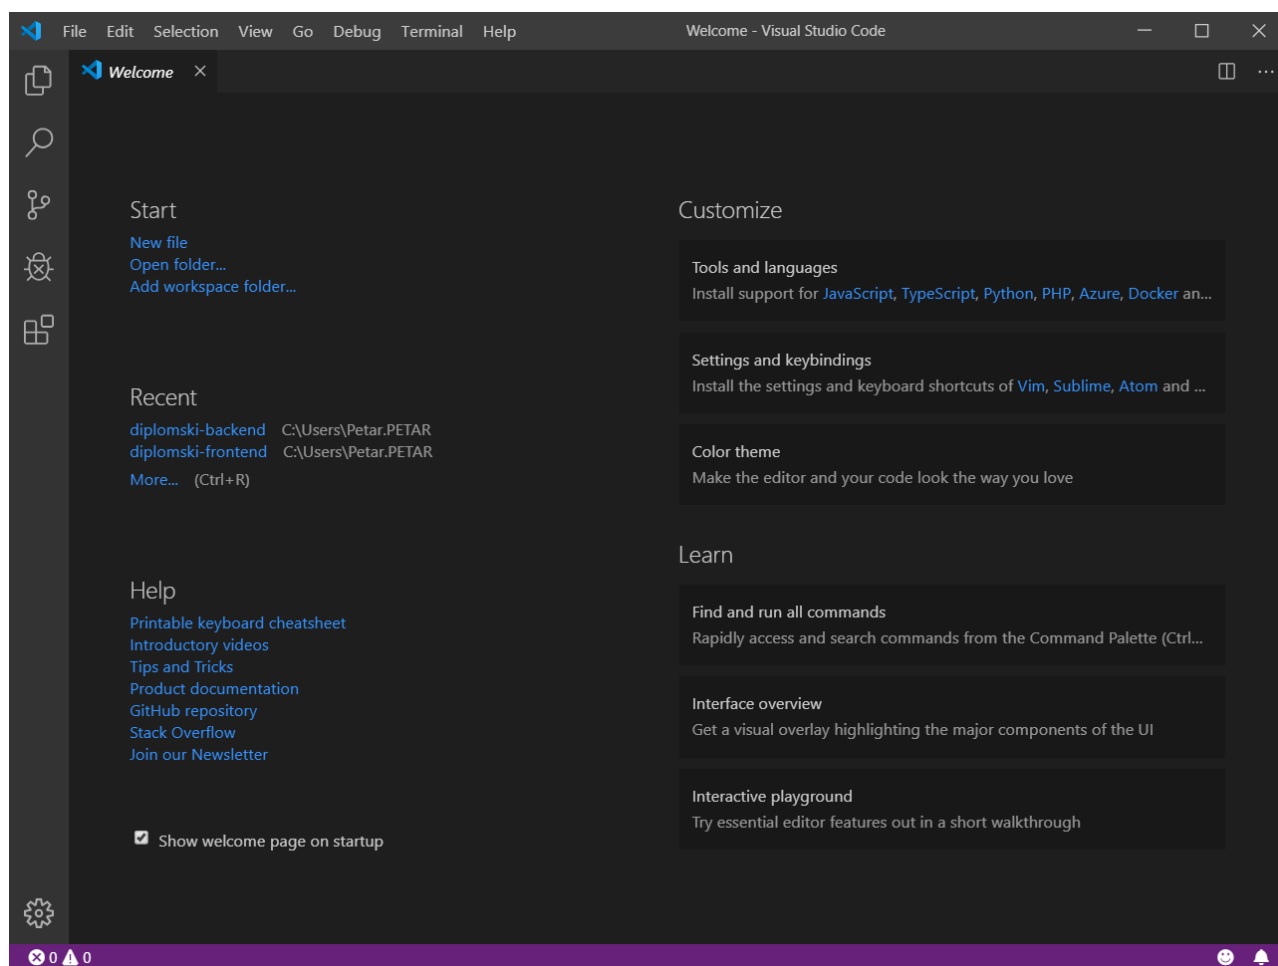 File Edit Selection View Go Debug Terminal Help
Welcome - Visual Studio Code
Welcome
Start
New file
Open folder...
Add workspace folder...
Recent
diplomski-backend C:\Users\Petar.PETAR
diplomski-frontend C:\Users\Petar.PETAR
More... (Ctrl+R)
Help
Printable keyboard cheatsheet
Introductory videos
Tips and Tricks
Product documentation
GitHub repository
Stack Overflow
Join our Newsletter
Show welcome page on startup
Customize
Tools and languages
Install support for JavaScript, TypeScript, Python, PHP, Azure, Docker an...
Settings and keybindings
Install the settings and keyboard shortcuts of Vim, Sublime, Atom and ...
Color theme
Make the editor and your code look the way you love
Learn
Find and run all commands
Rapidly access and search commands from the Command Palette (Ctrl...
Interface overview
Get a visual overlay highlighting the major components of the UI
Interactive playground
Try essential editor features out in a short walkthrough
0 0